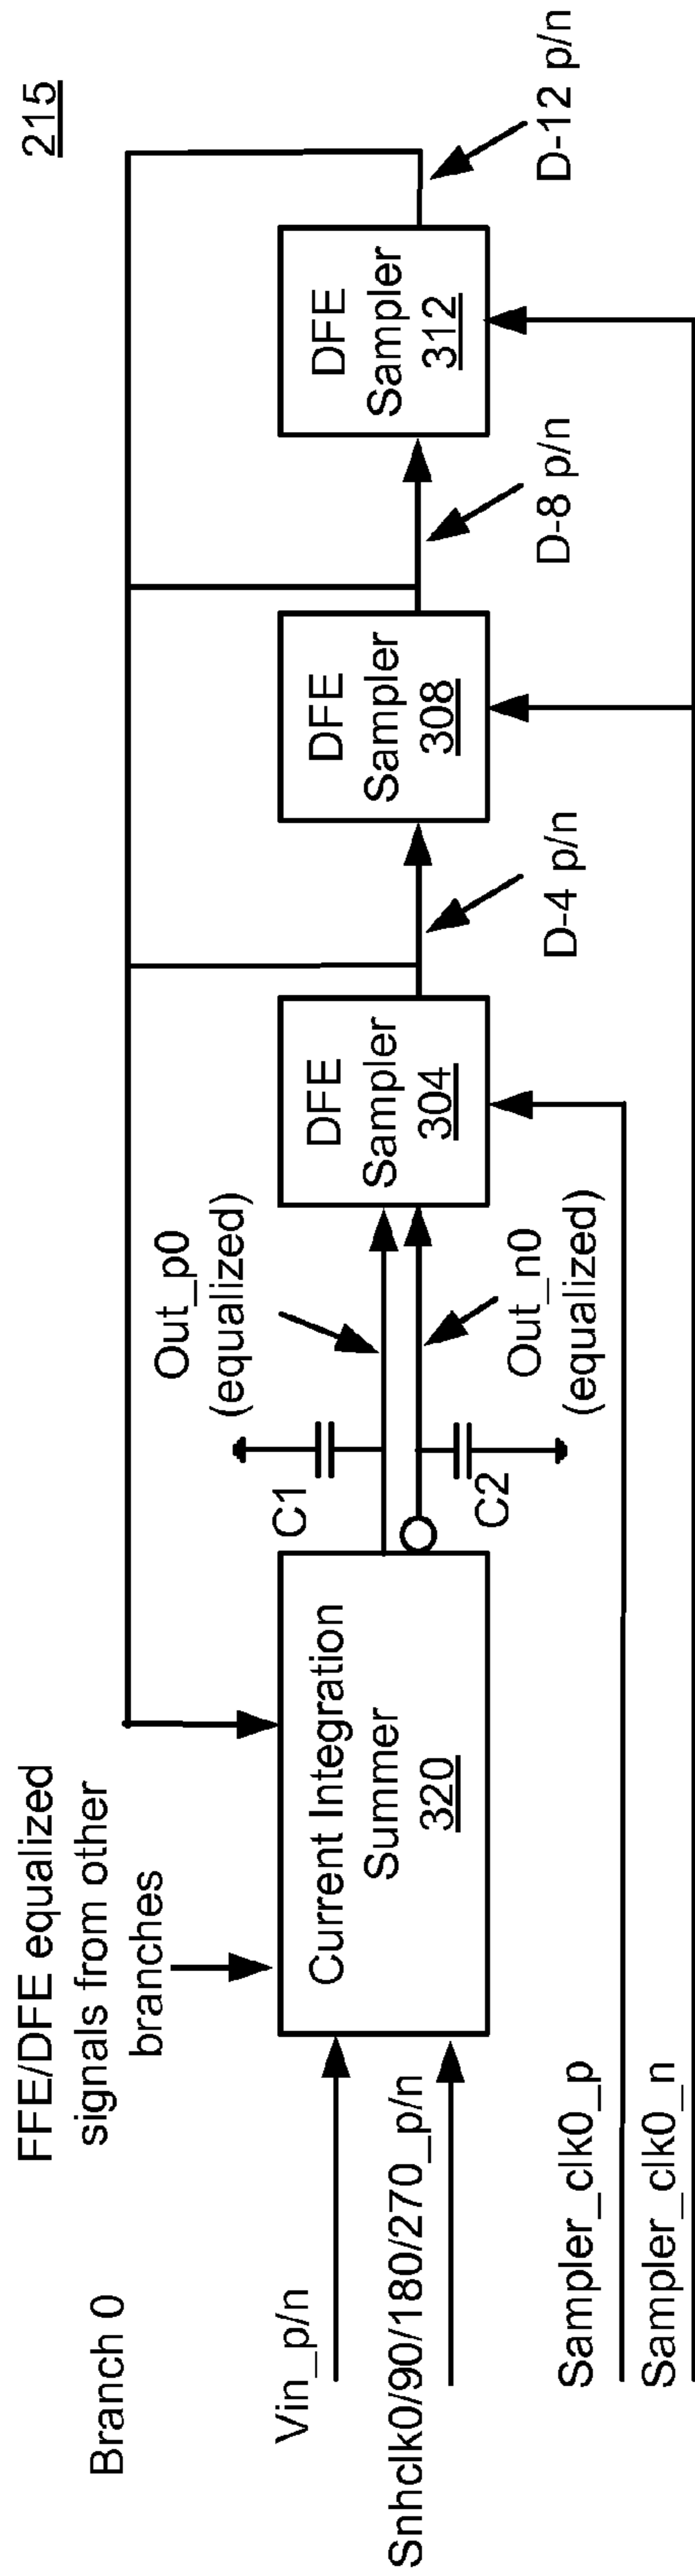 215
Branch 0
FFE/DFE equalized
signals from other
branches
Vin_p/n
Snhclk0/90/180/270_p/n
Current Integration
Summer
320
C1
C2
Out_p0
(equalized)
Out_n0
(equalized)
DFE
Sampler
304
D-4 p/n
DFE
Sampler
308
D-8 p/n
DFE
Sampler
312
D-12 p/n
Sampler_clk0_p
Sampler_clk0_n